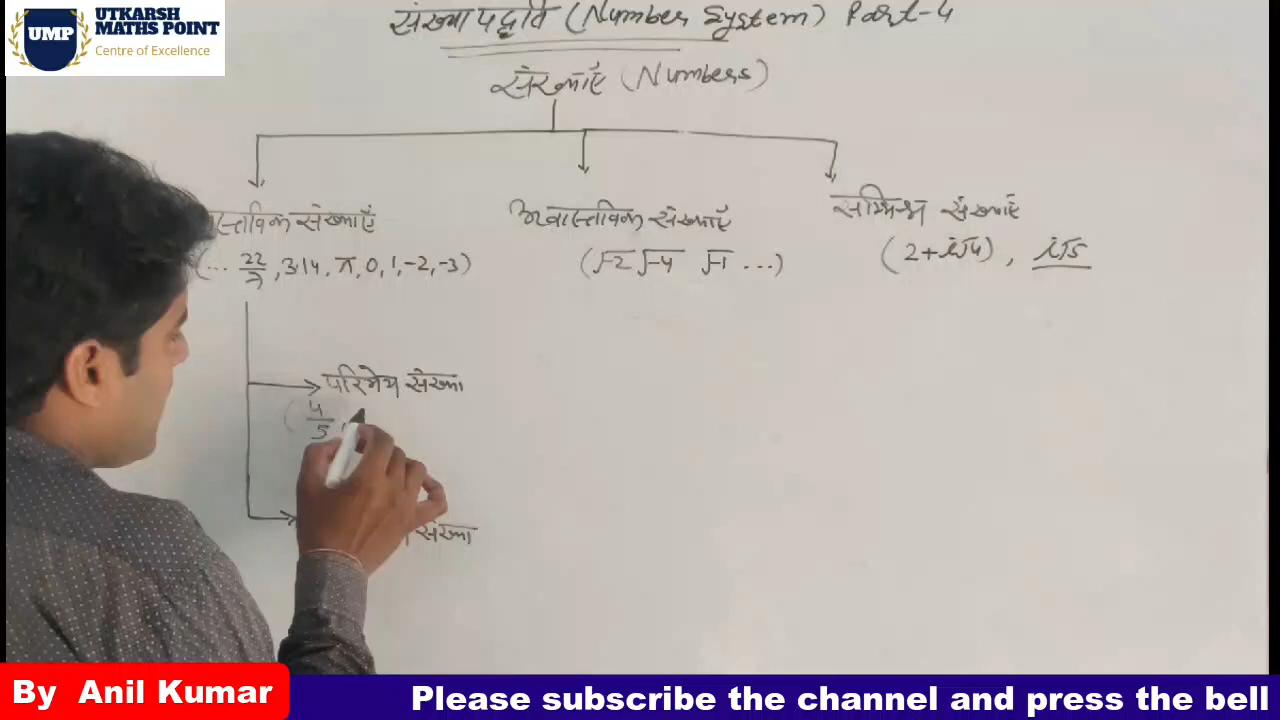 UTKARSH
MATHS POINT
UMP
Centre of Excellence
संख्या पद्धति (Number System) Part-4
संख्याएँ (Numbers)
वास्तविक संख्याएँ
(... 22/7, 3.14, π, 0, 1, -2, -3)
अवास्तविक संख्याएँ
(√-2 √-4 √-1 ...)
सम्मिश्र संख्याएँ
(2+i√4), i√5
परिमेय संख्या
(4/5,
संख्या
By Anil Kumar
Please subscribe the channel and press the bell